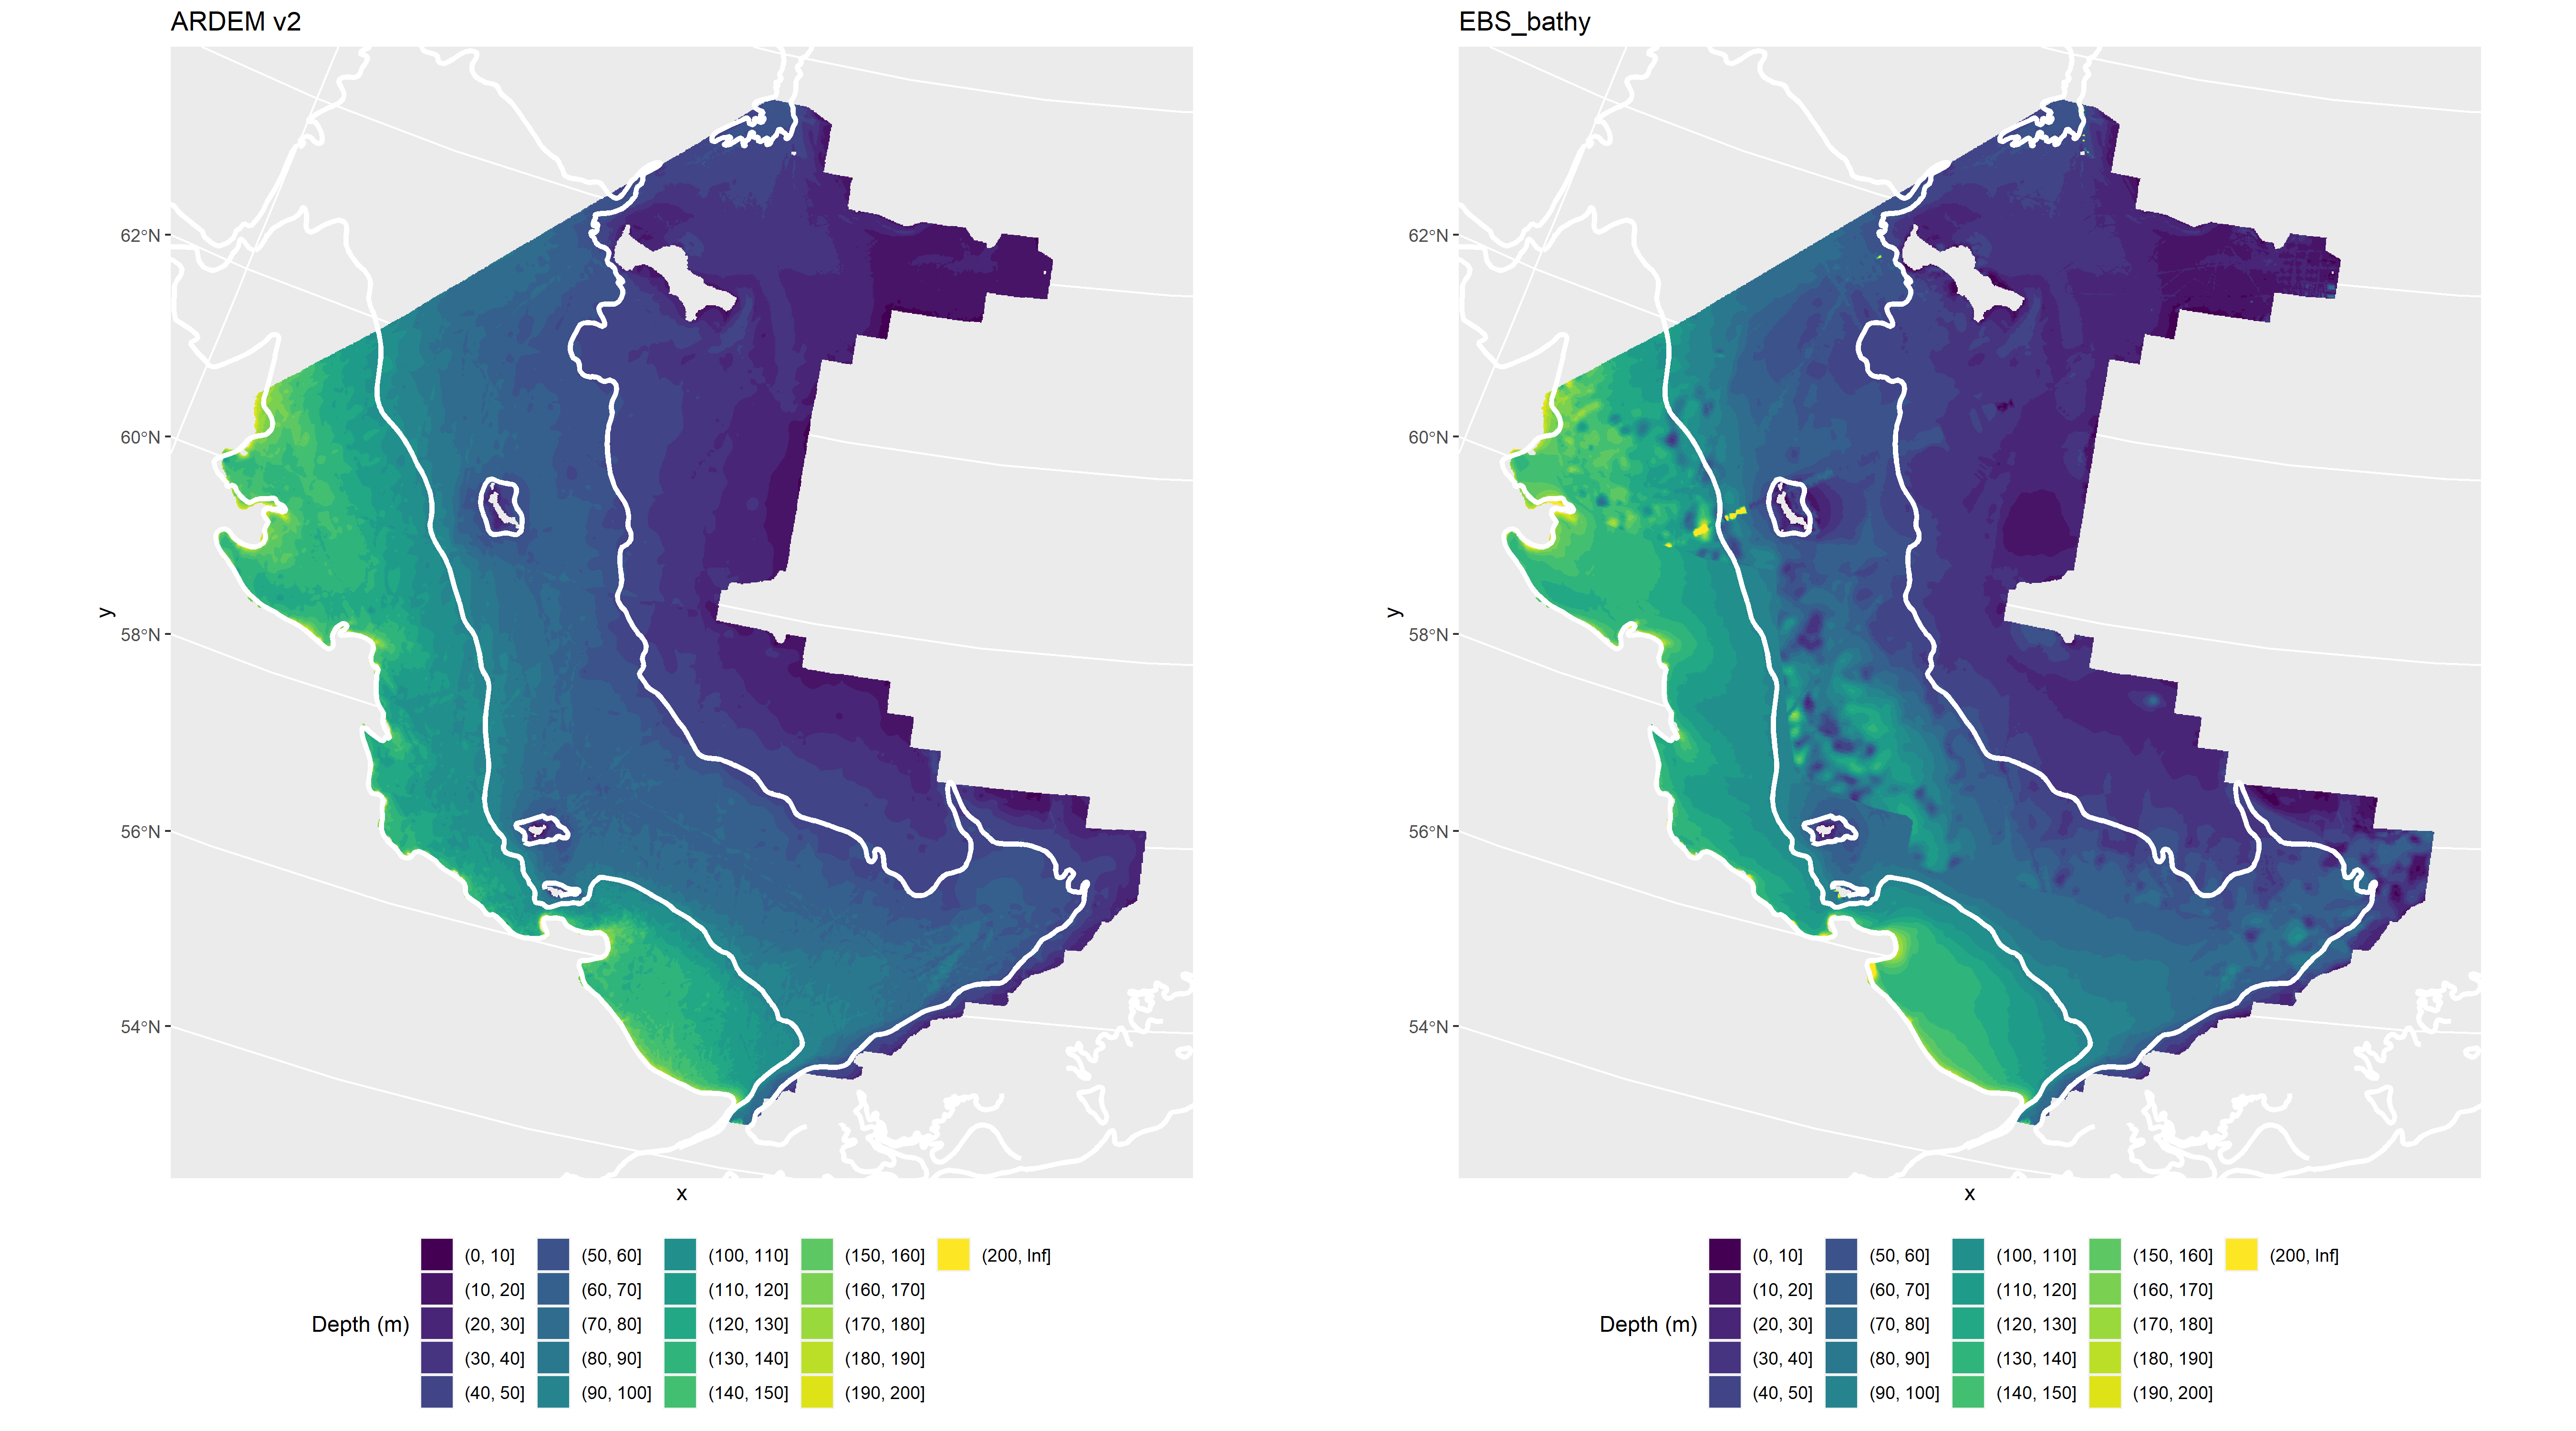 ARDEM v2
EBS_bathy
62°N
60°N
58°N
56°N
54°N
y
x
62°N
60°N
58°N
56°N
54°N
y
x
Depth (m)
(0, 10] (50, 60] (100, 110] (150, 160] (200, Inf]
(10, 20] (60, 70] (110, 120] (160, 170]
(20, 30] (70, 80] (120, 130] (170, 180]
(30, 40] (80, 90] (130, 140] (180, 190]
(40, 50] (90, 100] (140, 150] (190, 200]
Depth (m)
(0, 10] (50, 60] (100, 110] (150, 160] (200, Inf]
(10, 20] (60, 70] (110, 120] (160, 170]
(20, 30] (70, 80] (120, 130] (170, 180]
(30, 40] (80, 90] (130, 140] (180, 190]
(40, 50] (90, 100] (140, 150] (190, 200]